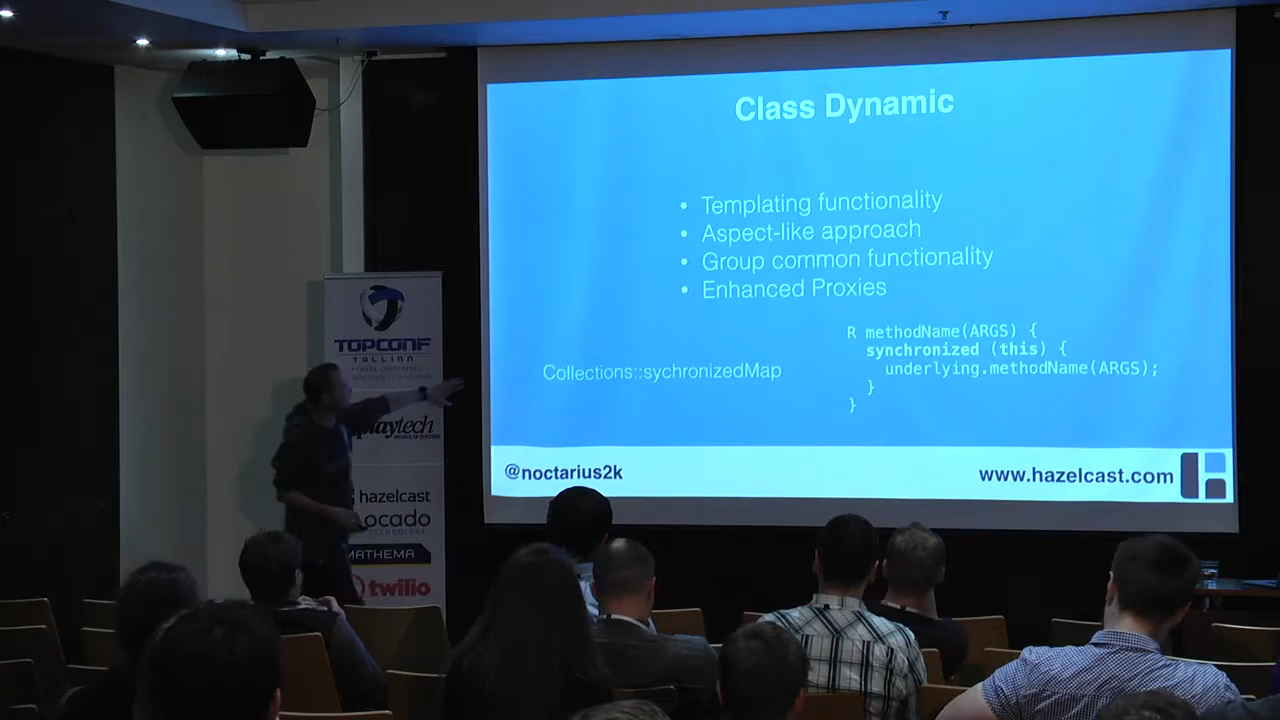 Class Dynamic
• Templating functionality
• Aspect-like approach
• Group common functionality
• Enhanced Proxies
R methodName(ARGS) {
synchronized (this) {
Collections::sychronizedMap
underlying.methodName(ARGS);
}
}
@noctarius2k
www.hazelcast.com
TOPCONF
TALLINN
playtech
hazelcast
ocado
TECHNOLOGY
MATHEMA
twilio